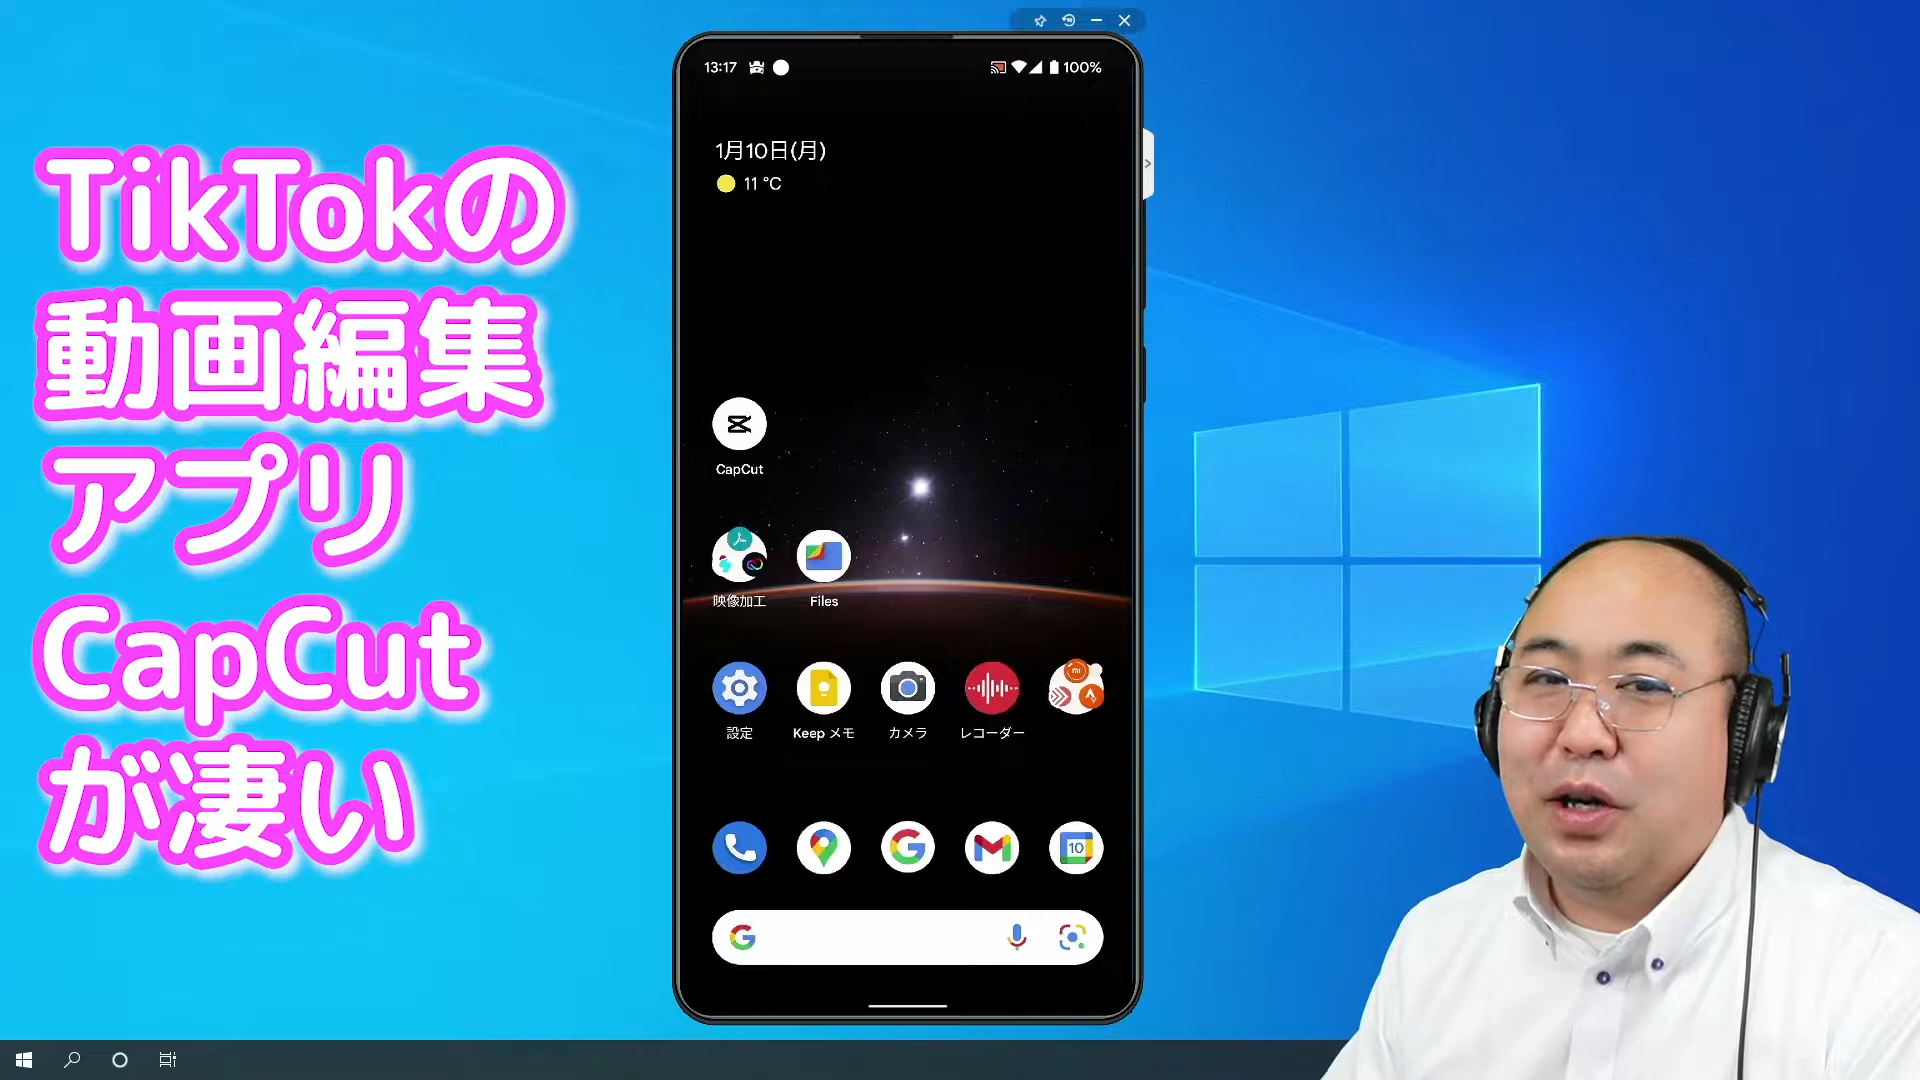 TikTokの
動画編集
アプリ
CapCut
が凄い
13:17
100%
1月10日(月)
11 °C
CapCut
映像加工
Files
設定
Keep メモ
カメラ
レコーダー
10